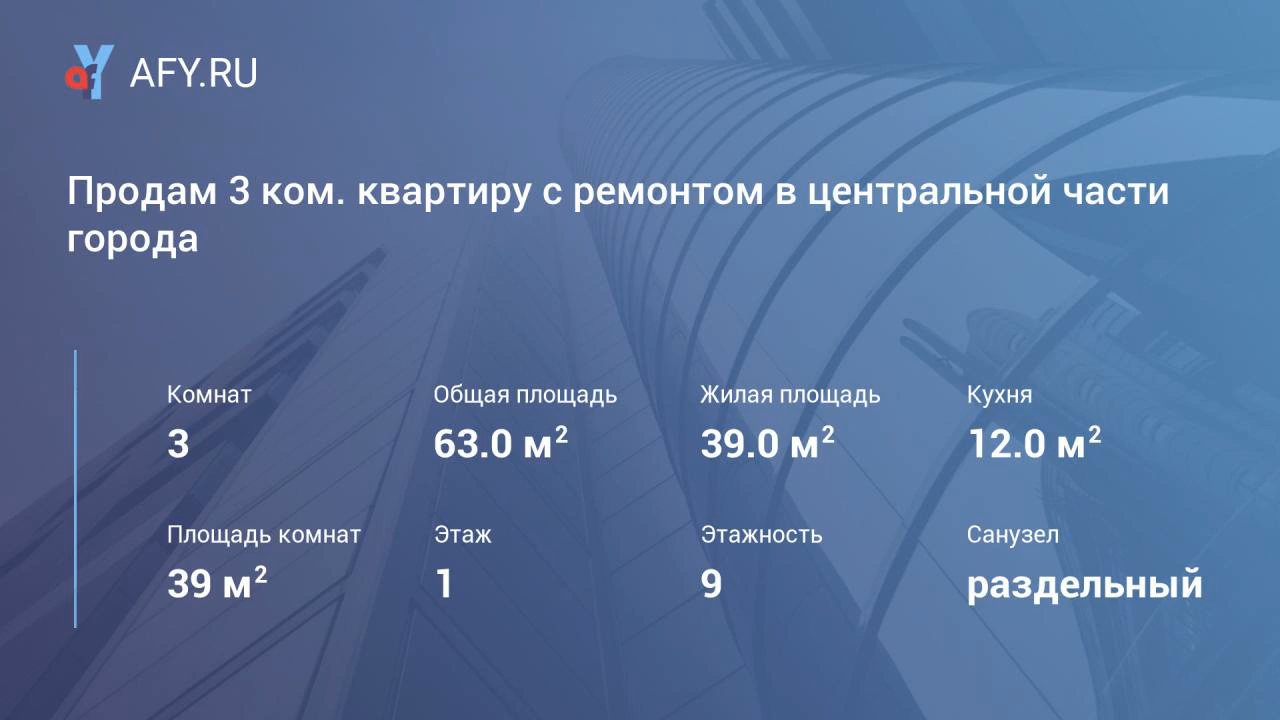 afy AFY.RU
Продам 3 ком. квартиру с ремонтом в центральной части
города
Комнат Общая площадь Жилая площадь Кухня
3 63.0 м² 39.0 м² 12.0 м²
Площадь комнат Этаж Этажность Санузел
39 м² 1 9 раздельный